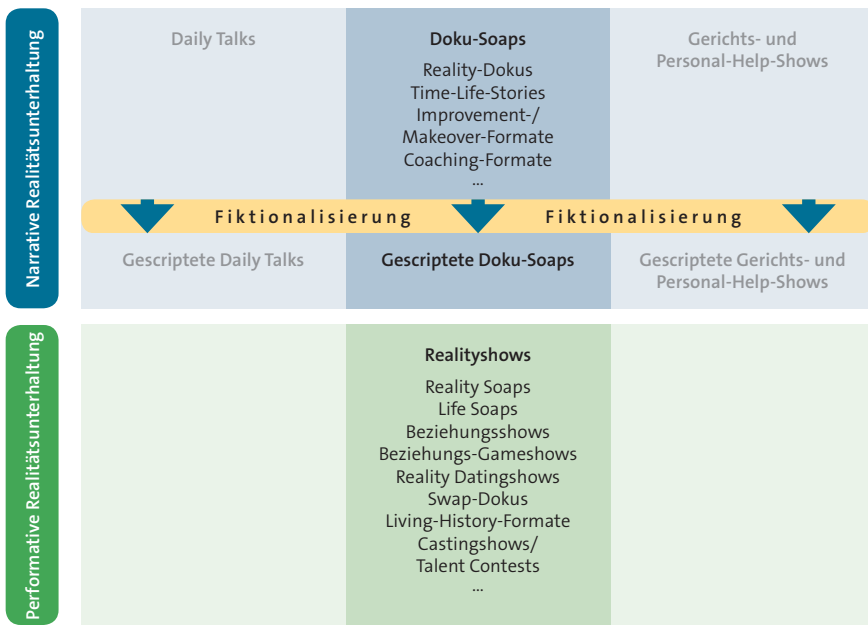 Narrative Realitätsunterhaltung
Daily Talks
Doku-Soaps
Reality-Dokus
Time-Life-Stories
Improvement-/
Makeover-Formate
Coaching-Formate
...
Gerichts- und
Personal-Help-Shows
Fiktionalisierung
Fiktionalisierung
Gescriptete Daily Talks
Gescriptete Doku-Soaps
Gescriptete Gerichts- und
Personal-Help-Shows
Performative Realitätsunterhaltung
Realityshows
Reality Soaps
Life Soaps
Beziehungsshows
Beziehungs-Gameshows
Reality Datingshows
Swap-Dokus
Living-History-Formate
Castingshows/
Talent Contests
...